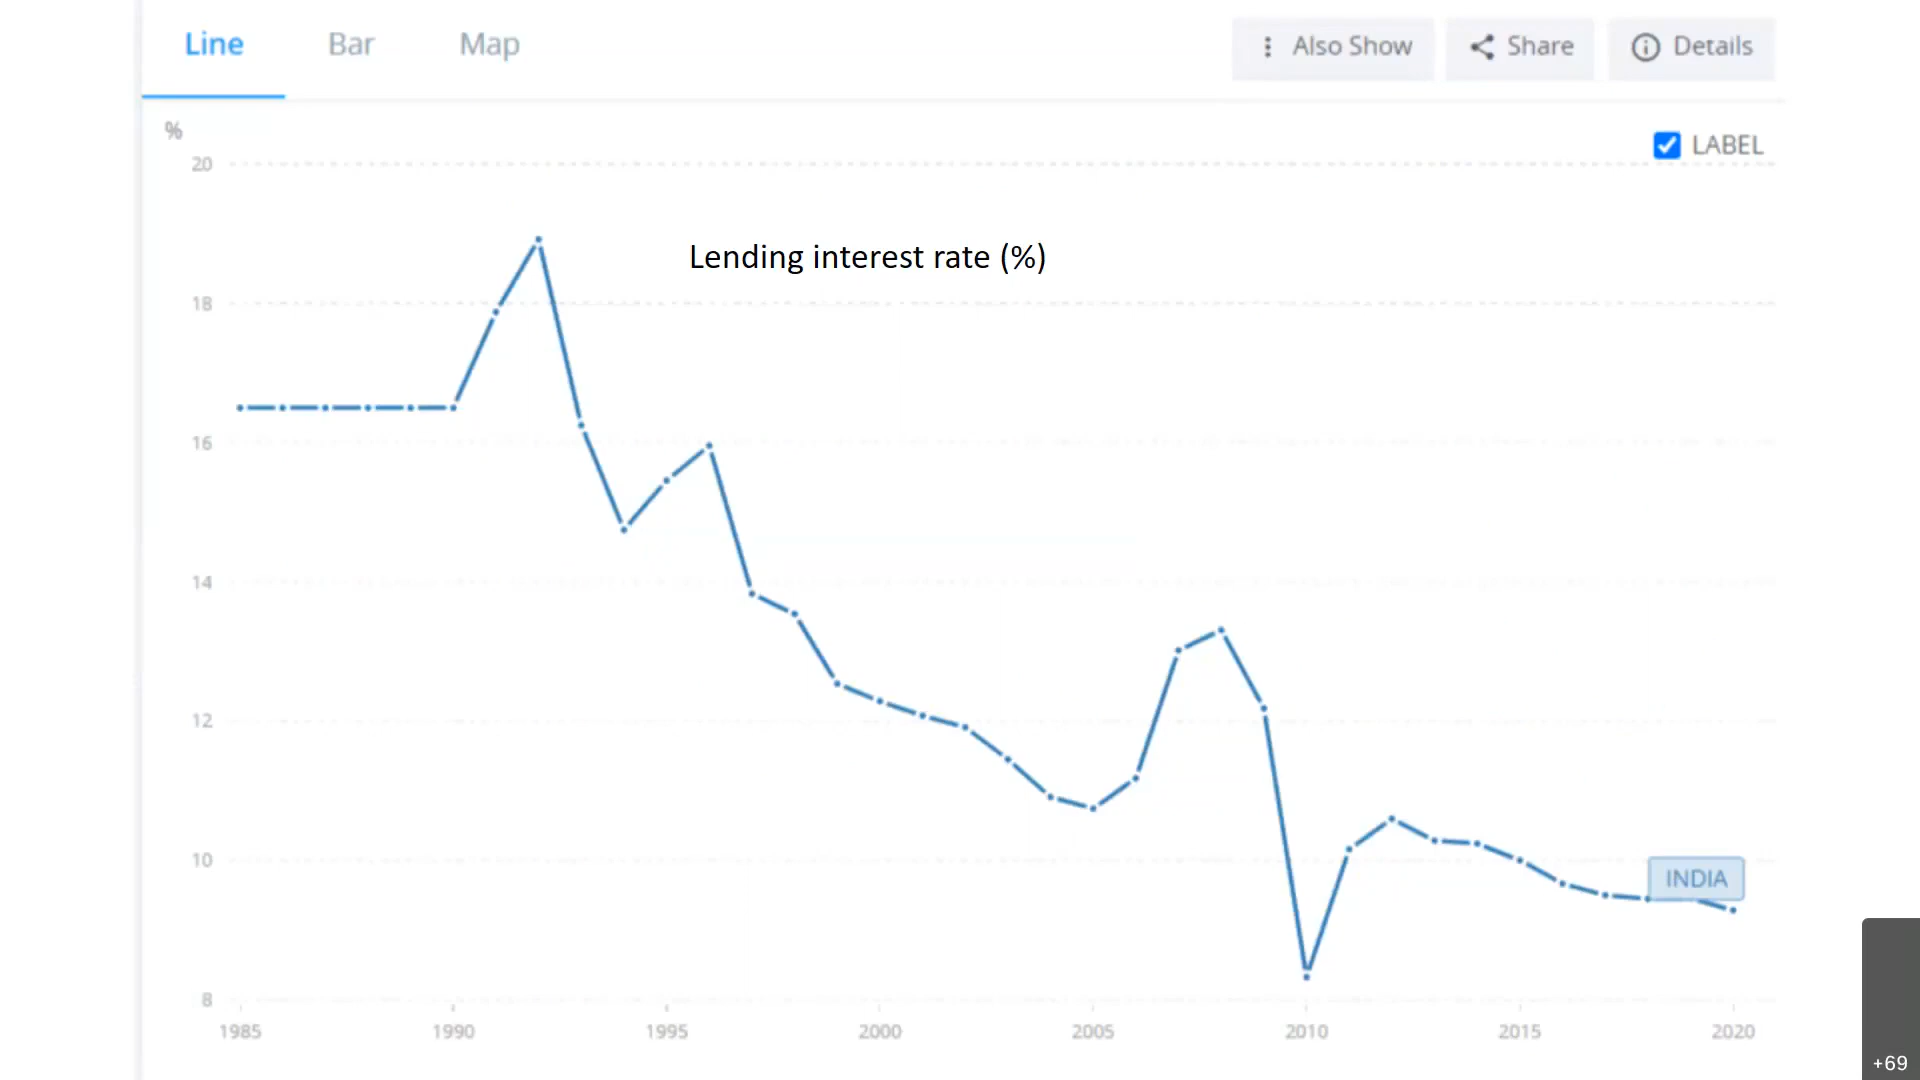 Line Bar Map Also Show Share Details
%
LABEL
20
Lending interest rate (%)
18
16
14
12
10
INDIA
8
1985 1990 1995 2000 2005 2010 2015 2020
+69